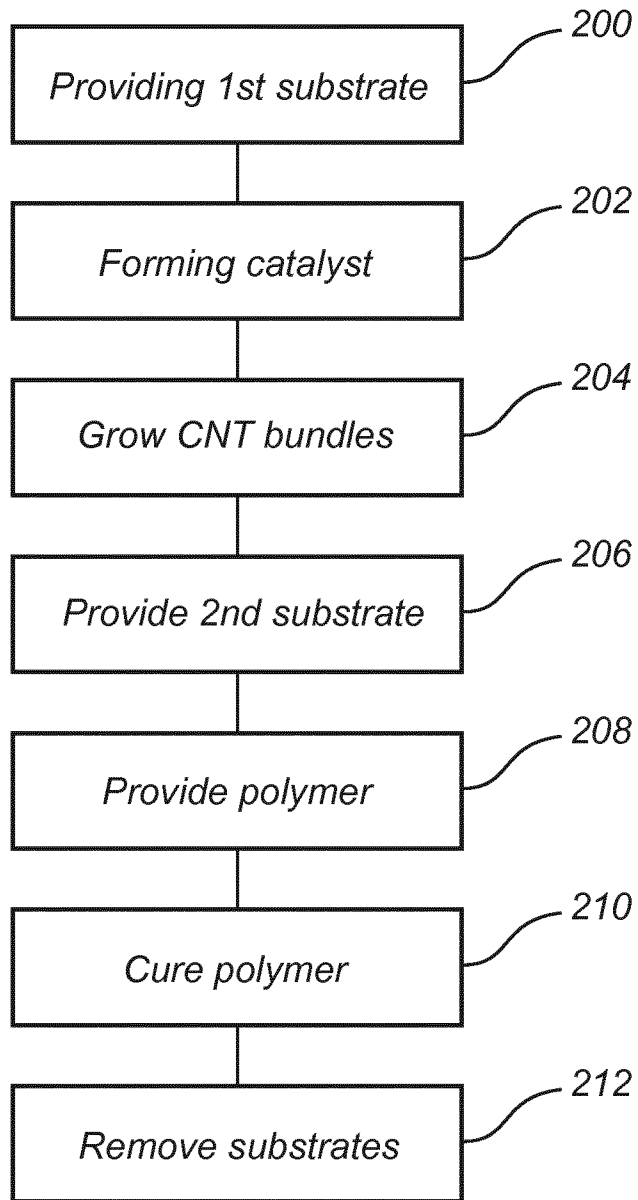 200
Providing 1st substrate
202
Forming catalyst
204
Grow CNT bundles
206
Provide 2nd substrate
208
Provide polymer
210
Cure polymer
212
Remove substrates